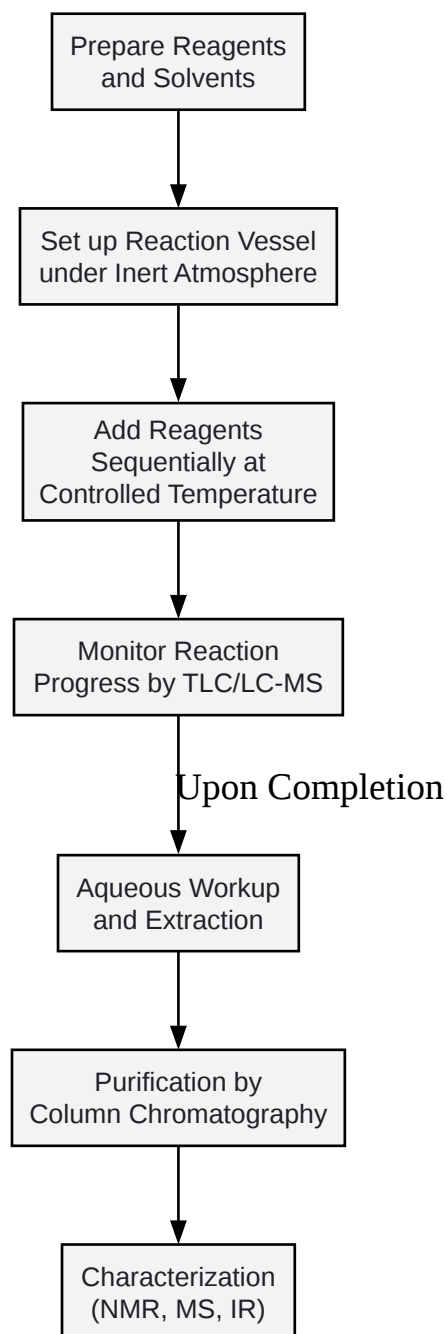 Prepare Reagents
and Solvents
Set up Reaction Vessel
under Inert Atmosphere
Add Reagents
Sequentially at
Controlled Temperature
Monitor Reaction
Progress by TLC/LC-MS
Upon Completion
Aqueous Workup
and Extraction
Purification by
Column Chromatography
Characterization
(NMR, MS, IR)